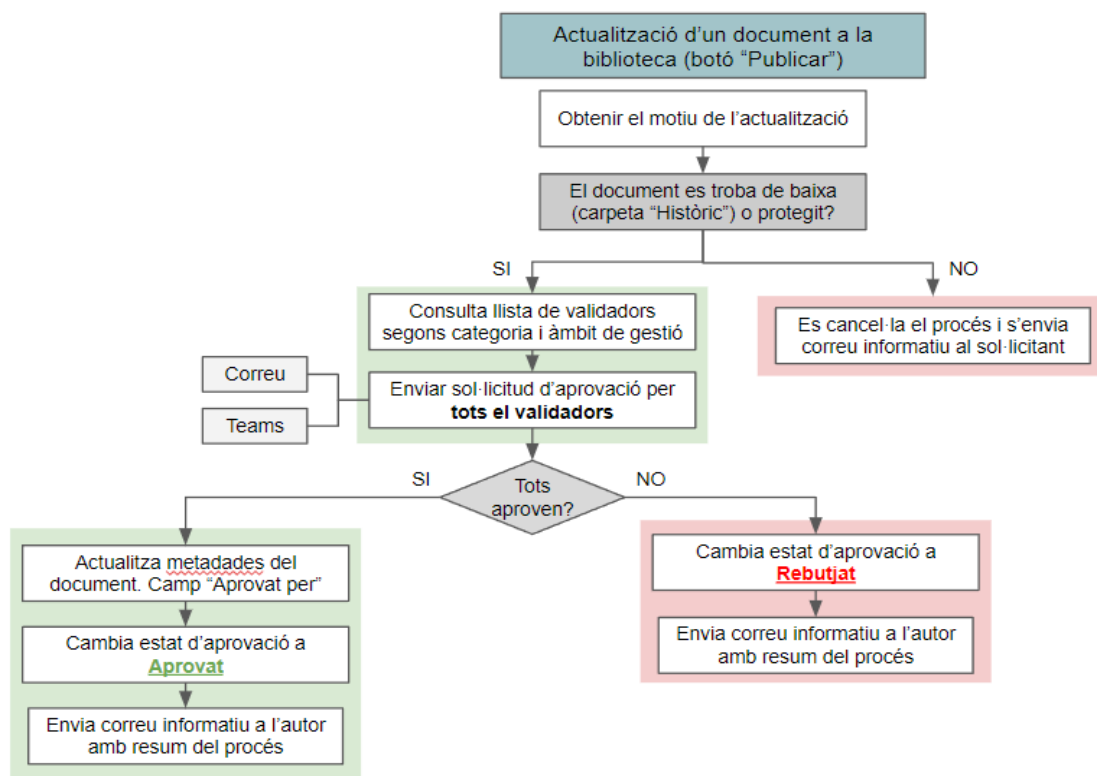 Actualització d’un document a la
biblioteca (botó “Publicar”)
Obtenir el motiu de l’actualització
El document es troba de baixa
(carpeta “Històric”) o protegit?
SI
NO
Consulta llista de validadors
segons categoria i àmbit de gestió
Es cancel·la el procés i s’envia
correu informatiu al sol·licitant
Correu
Teams
Enviar sol·licitud d’aprovació per
tots el validadors
Tots
aproven?
SI
NO
Actualitza metadades del
document. Camp “Aprovat per”
Cambia estat d’aprovació a
Aprovat
Envia correu informatiu a l’autor
amb resum del procés
Cambia estat d’aprovació a
Rebutjat
Envia correu informatiu a l’autor
amb resum del procés